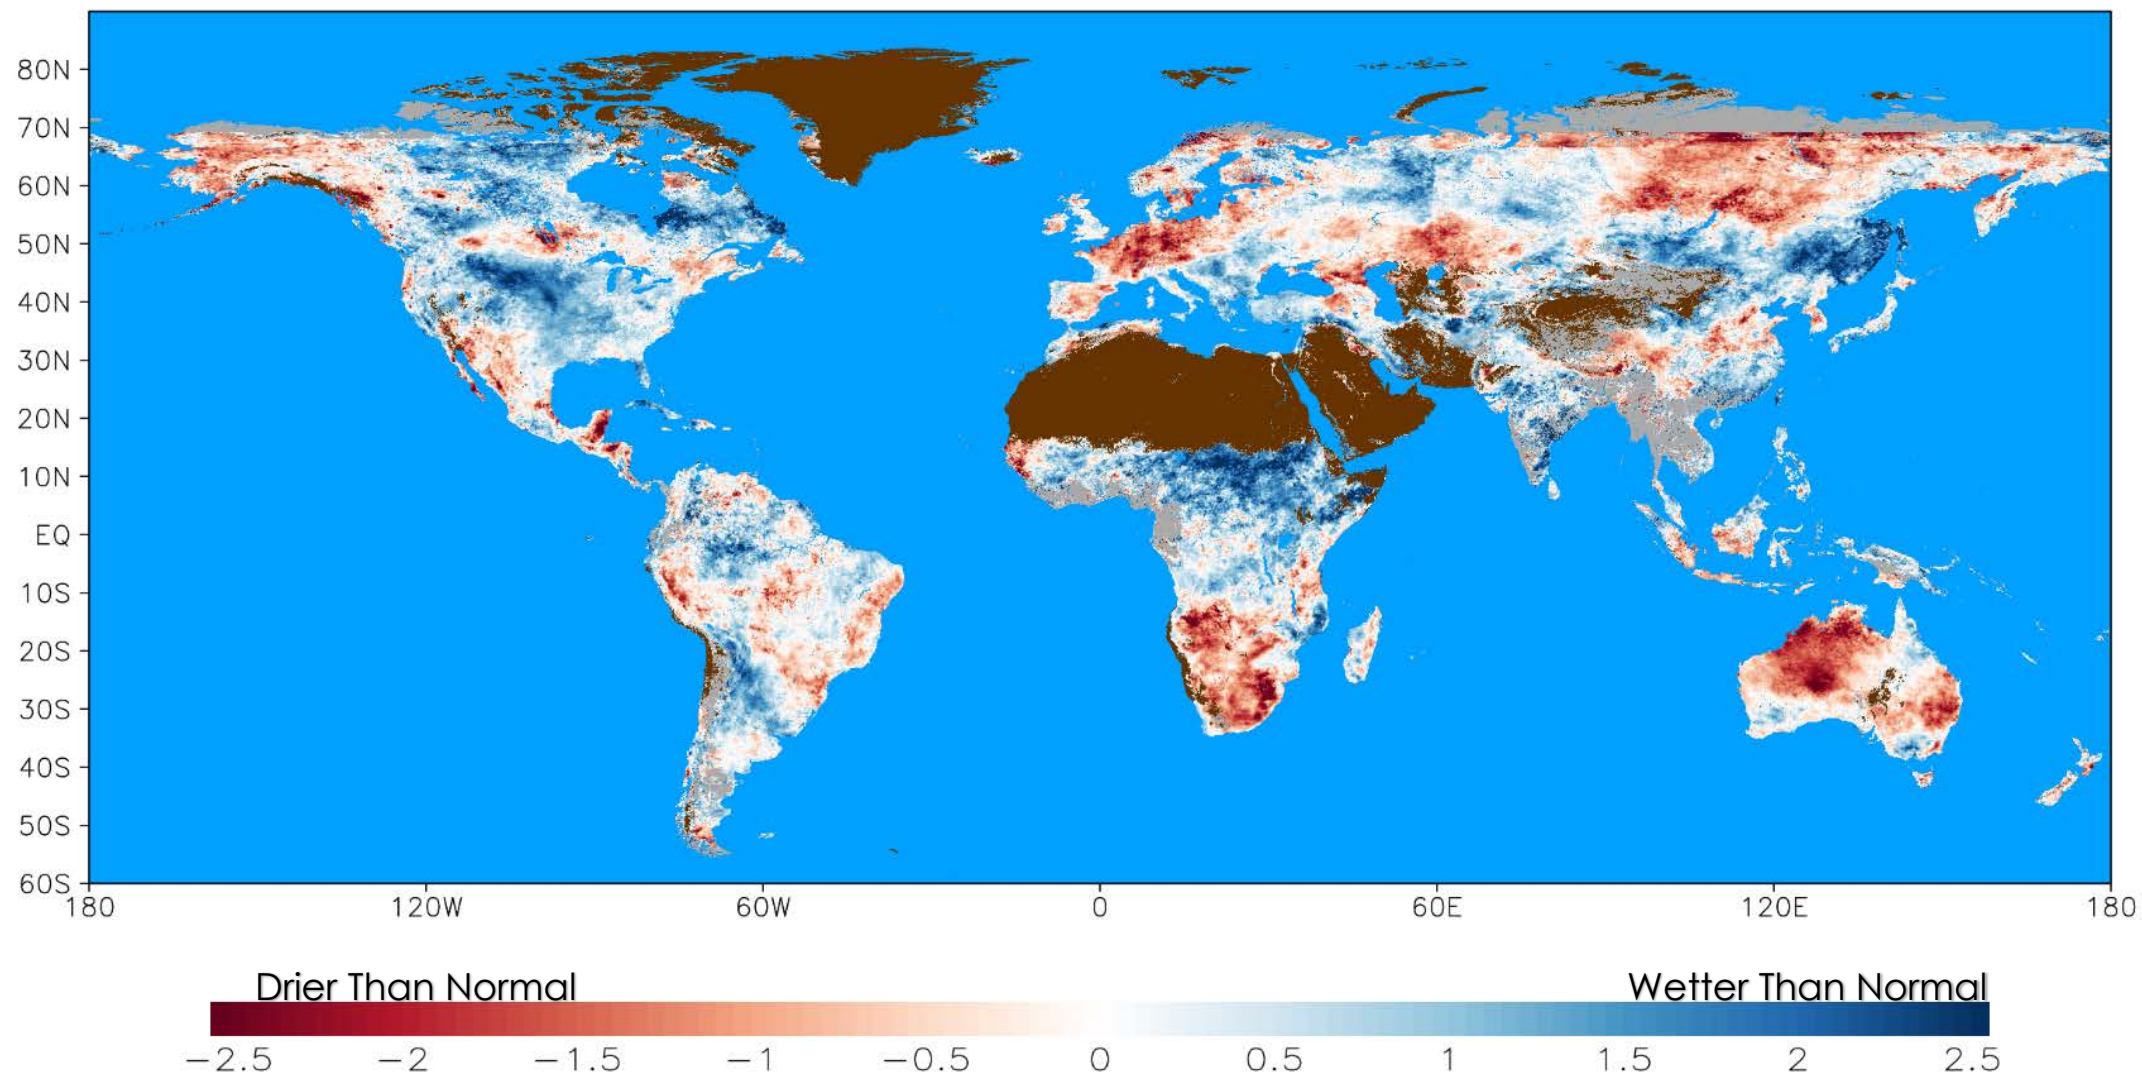 80N
70N
60N
50N
40N
30N
20N
10N
EQ
10S
20S
30S
40S
50S
60S
180 120W 60W 0 60E 120E 180
Drier Than Normal Wetter Than Normal
−2.5 −2 −1.5 −1 −0.5 0 0.5 1 1.5 2 2.5